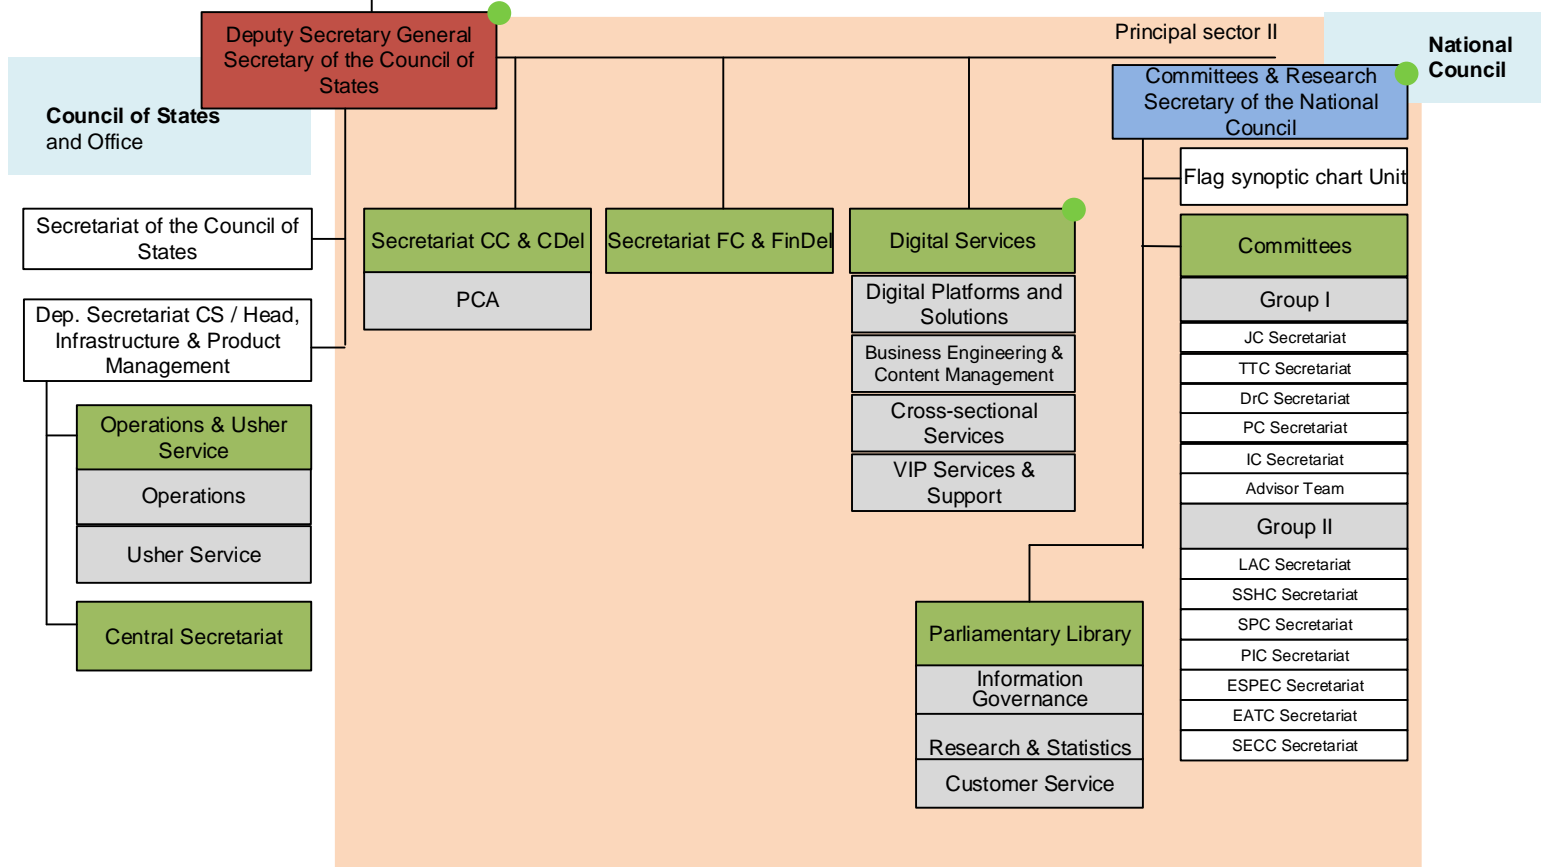 Deputy Secretary General
Secretary of the Council of
States
Principal sector II
National
Council
Committees & Research
Secretary of the National
Council
Council of States
and Office
Flag synoptic chart Unit
Secretariat of the Council of
States
Secretariat CC & CDel
PCA
Secretariat FC & FinDel
Digital Services
Digital Platforms and
Solutions
Business Engineering &
Content Management
Cross-sectional
Services
VIP Services &
Support
Committees
Group I
JC Secretariat
TTC Secretariat
DrC Secretariat
PC Secretariat
IC Secretariat
Advisor Team
Group II
LAC Secretariat
SSHC Secretariat
SPC Secretariat
PIC Secretariat
ESPEC Secretariat
EATC Secretariat
SECC Secretariat
Dep. Secretariat CS / Head,
Infrastructure & Product
Management
Operations & Usher
Service
Operations
Usher Service
Central Secretariat
Parliamentary Library
Information
Governance
Research & Statistics
Customer Service